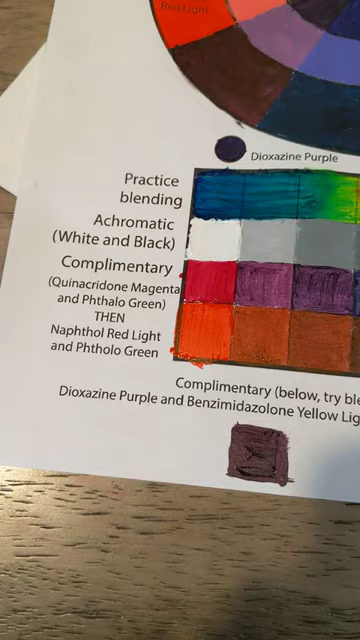 Red Light
Dioxazine Purple
Practice
blending
Achromatic
(White and Black)
Complimentary
(Quinacridone Magenta
and Phthalo Green)
THEN
Naphthol Red Light
and Phtholo Green
Complimentary (below, try ble
Dioxazine Purple and Benzimidazolone Yellow Lig